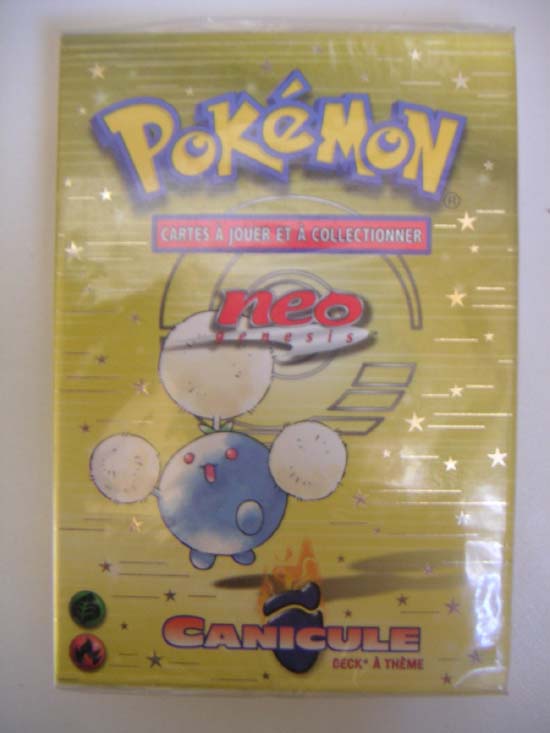 POKéMON®
CARTES À JOUER ET À COLLECTIONNER
neo
genesis
CANICULE
DECK* À THÈME